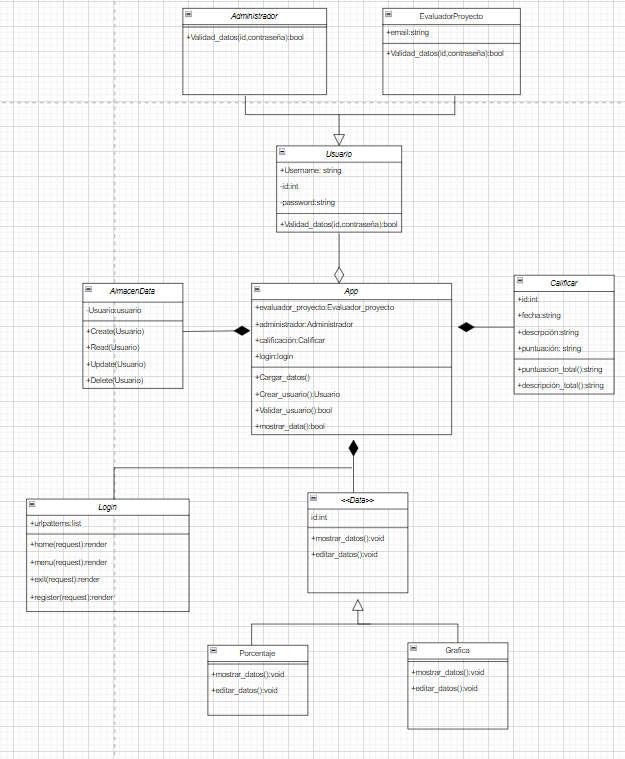 Administrador
+Validad_datos(id,contraseña):bool
EvaluadorProyecto
+email:string
+Validad_datos(id,contraseña):bool
Usuario
+Username: string
-id:int
-password:string
+Validad_datos(id,contraseña):bool
AlmacenData
-Usuario:usuario
+Create(Usuario)
+Read(Usuario)
+Update(Usuario)
+Delete(Usuario)
App
+evaluador_proyecto:Evaluador_proyecto
+administrador:Administrador
+calificación:Calificar
+login:login
+Cargar_datos()
+Crear_usuario():Usuario
+Validar_usuario():bool
+mostrar_data():bool
Calificar
+id:int
+fecha:string
+descrpción:string
+puntuación: string
+puntuacion_total():string
+descripción_total():string
Login
+urlpatterns:list
+home(request):render
+menu(request):render
+exit(request):render
+register(request):render
<<Data>>
id:int
+mostrar_datos():void
+editar_datos():void
Porcentaje
+mostrar_datos():void
+editar_datos():void
Grafica
+mostrar_datos():void
+editar_datos():void